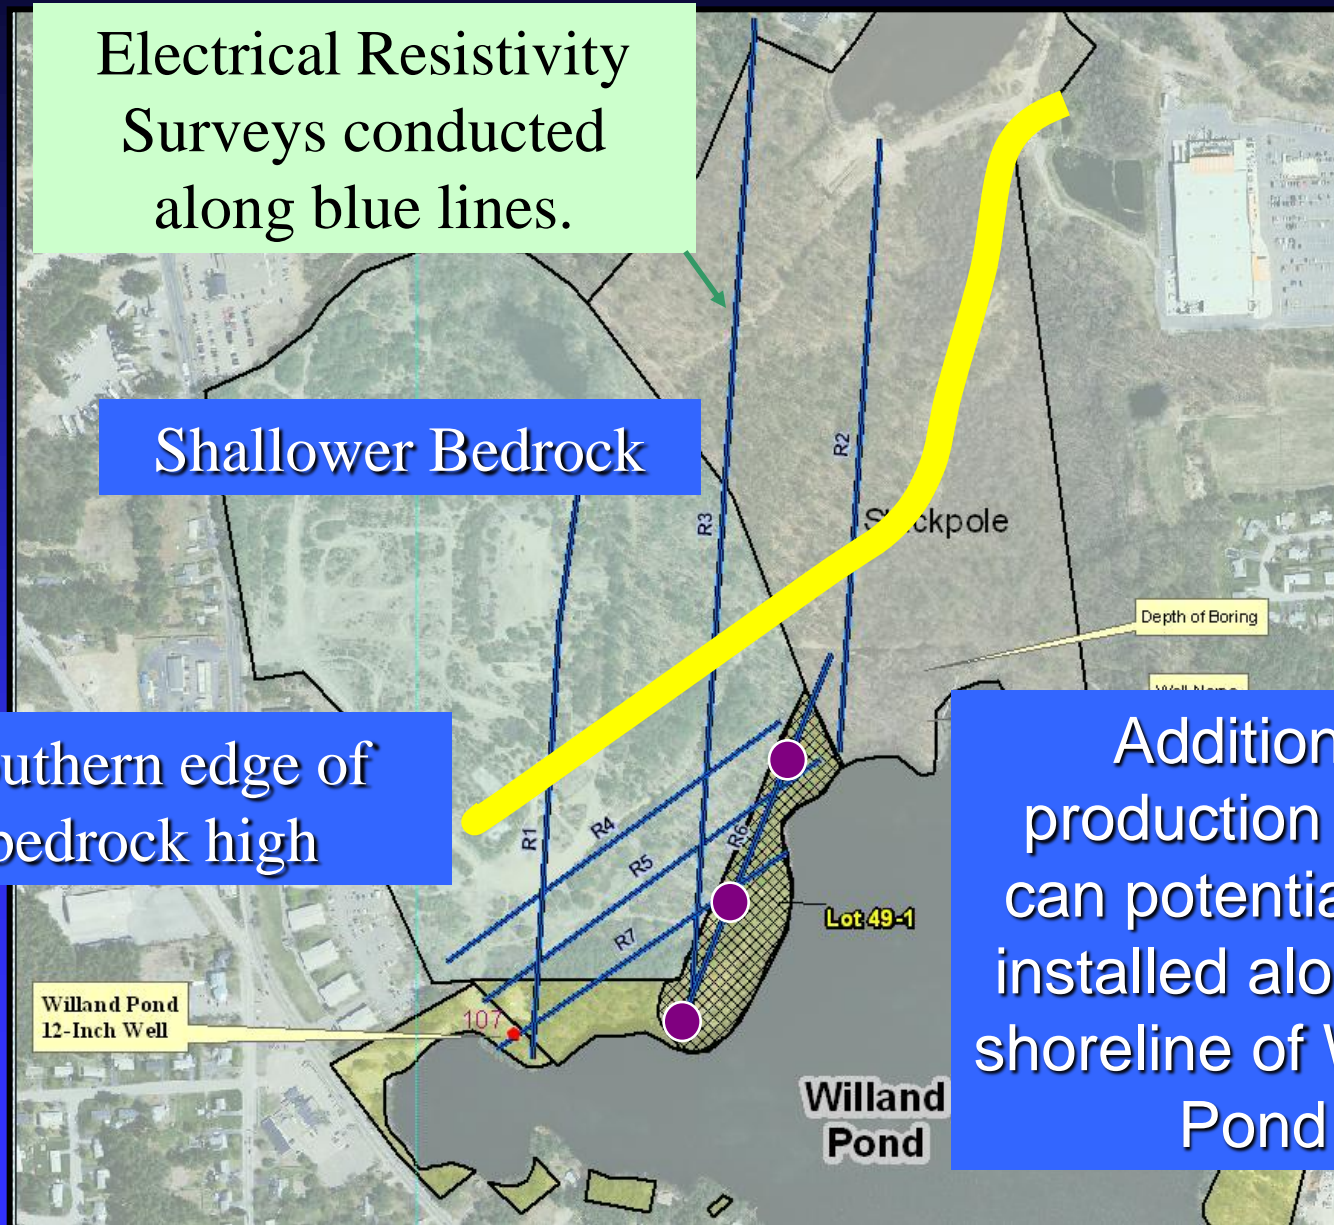 Electrical Resistivity
Surveys conducted
along blue lines.
Shallower Bedrock
R2
R3
Depth of Boring
Well Name
uthern edge of
bedrock high
R1
R4
R5
R6
R7
Lot 49-1
Addition
production
can potentia
installed alo
shoreline of W
Pond
Willand Pond
12-Inch Well
107
Willand
Pond